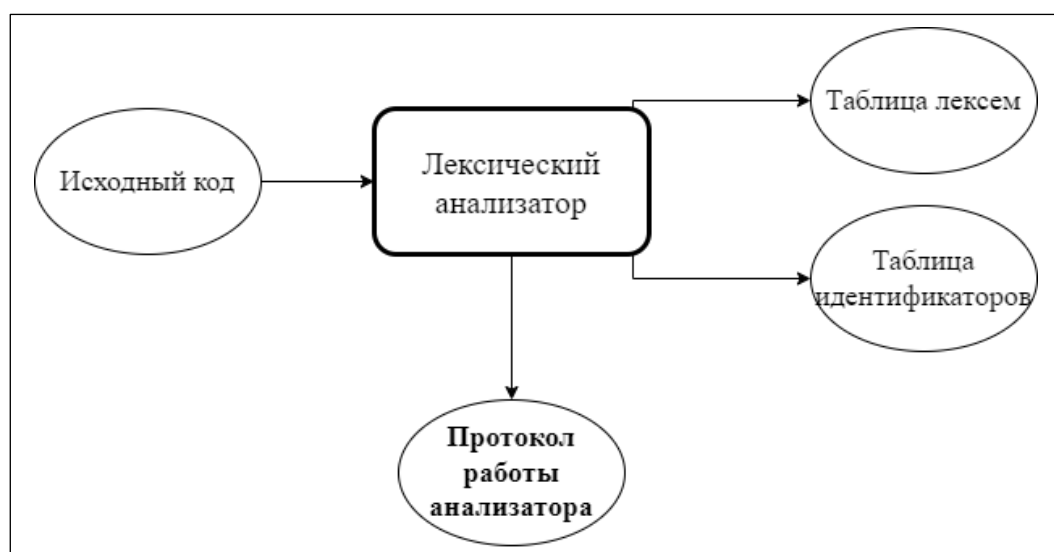 Исходный код
Лексический
анализатор
Таблица лексем
Таблица
идентификаторов
Протокол
работы
анализатора